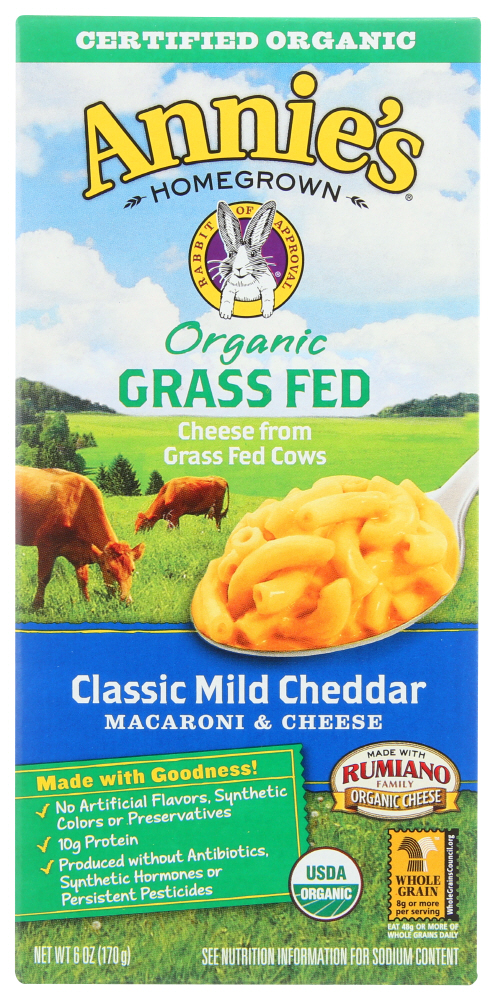 CERTIFIED ORGANIC
Annie's
HOMEGROWN
®
RABBIT OF APPROVAL
®
Organic
GRASS FED
Cheese from
Grass Fed Cows
Classic Mild Cheddar
MACARONI & CHEESE
Made with Goodness!
✓ No Artificial Flavors, Synthetic
Colors or Preservatives
✓ 10g Protein
✓ Produced without Antibiotics,
Synthetic Hormones or
Persistent Pesticides
MADE WITH
RUMIANO
FAMILY
ORGANIC CHEESE
USDA
ORGANIC
WHOLE
GRAIN
8g or more
per serving
WholeGrainsCouncil.org
EAT 48g OR MORE OF
WHOLE GRAINS DAILY
NET WT 6 OZ (170g)
SEE NUTRITION INFORMATION FOR SODIUM CONTENT